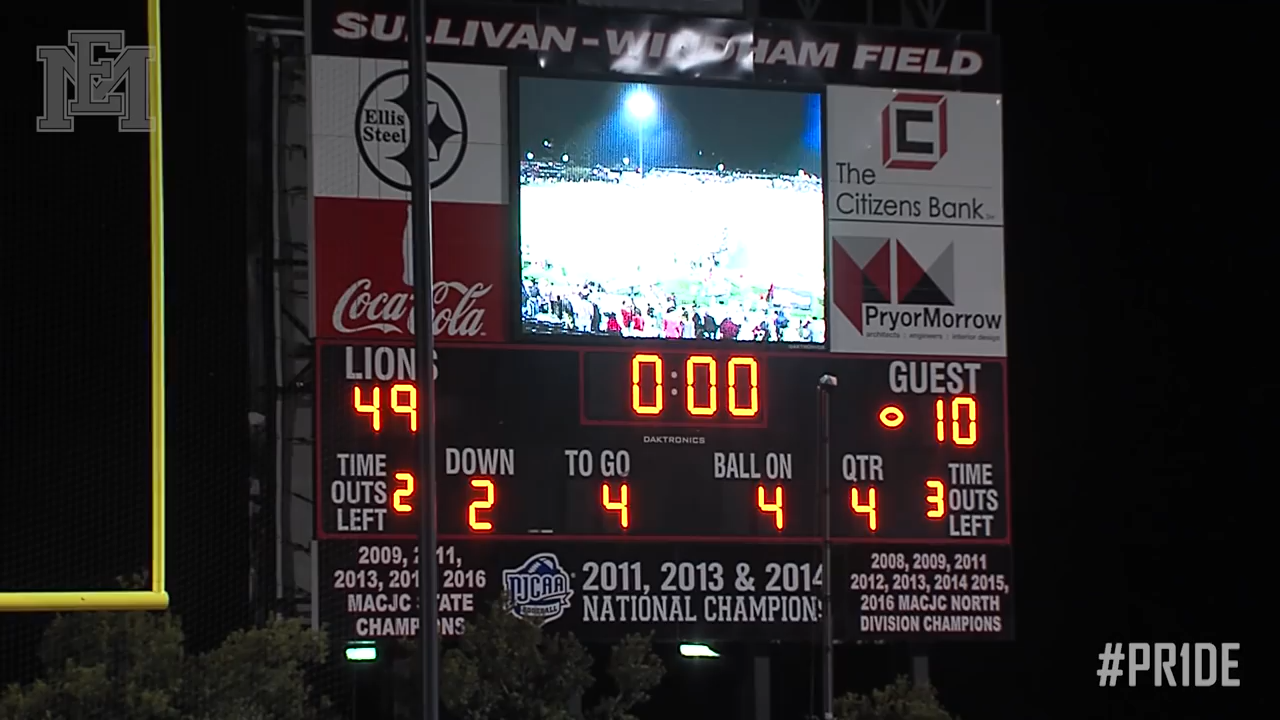 SULLIVAN-WINDHAM FIELD
EM
Ellis
Steel
C
The
Citizens Bank
Coca-Cola
PryorMorrow
architects | engineers | interior design
LIONS
49
0:00
GUEST
10
DAKTRONICS
TIME
OUTS
LEFT
2
DOWN
2
TO GO
4
BALL ON
4
QTR
4
3
TIME
OUTS
LEFT
2013, 2016
MACJC STATE
CHAMPIONS
NJCAA
2011, 2013 & 2014
NATIONAL CHAMPIONS
2008, 2009, 2011
2012, 2013, 2014 2015,
2016 MACJC NORTH
DIVISION CHAMPIONS
#PR1DE